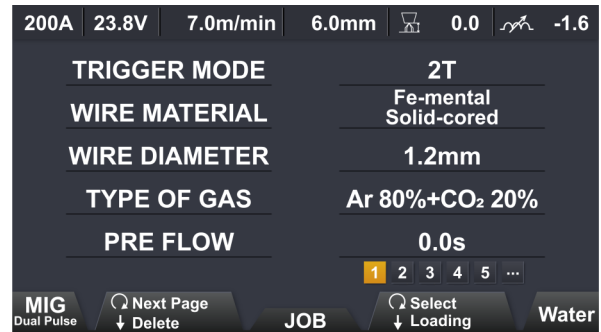 200A 23.8V 7.0m/min 6.0mm 0.0 -1.6
TRIGGER MODE 2T
WIRE MATERIAL Fe-mental
Solid-cored
WIRE DIAMETER 1.2mm
TYPE OF GAS Ar 80%+CO₂ 20%
PRE FLOW 0.0s
1 2 3 4 5 ...
MIG
Dual Pulse
Next Page
↓ Delete
JOB
Select
↓ Loading
Water